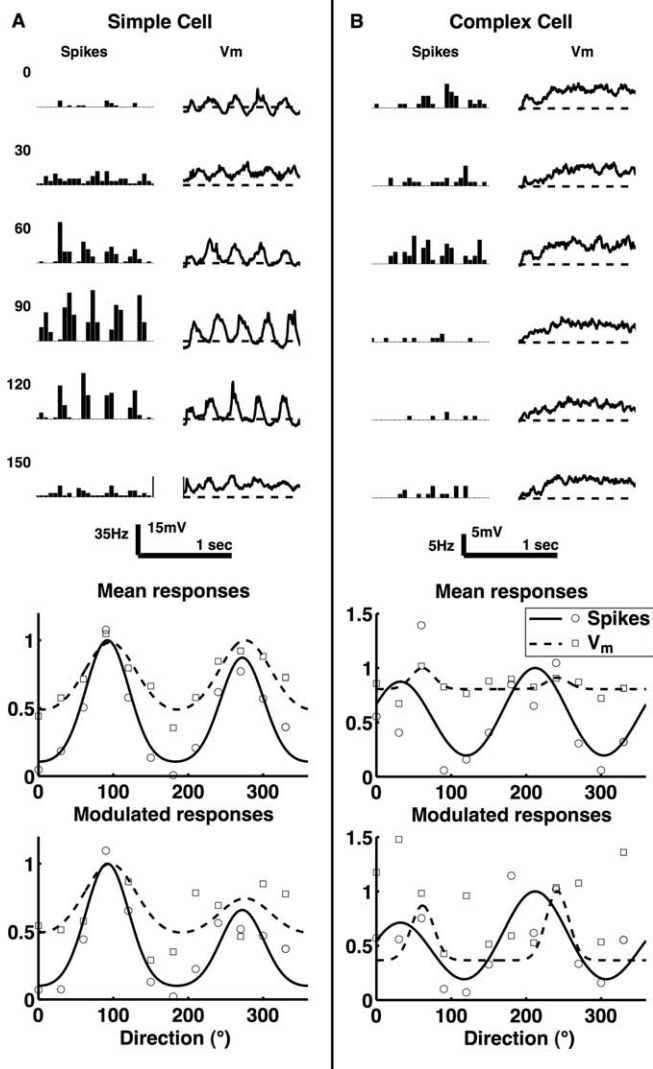 A Simple Cell
Spikes Vm
0
30
60
90
120
150
35Hz 15mV
1 sec
Mean responses
1
0.5
0
0 100 200 300
Modulated responses
1
0.5
0
0 100 200 300
Direction (°)
B Complex Cell
Spikes Vm
5Hz 5mV
1 sec
Mean responses
1.5
1
0.5
0
0 100 200 300
Spikes
Vm
Modulated responses
1.5
1
0.5
0
0 100 200 300
Direction (°)